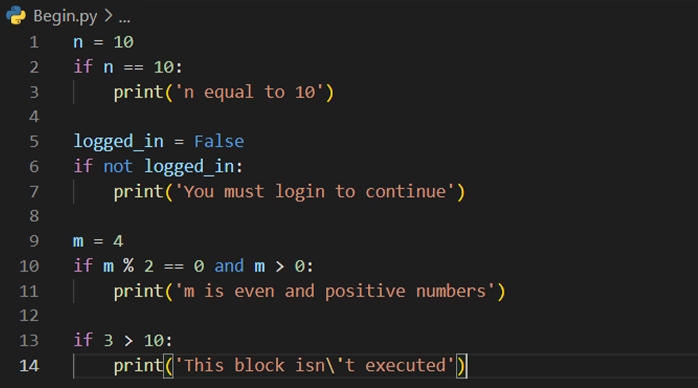 Begin.py > ...
1 n = 10
2 if n == 10:
3     print('n equal to 10')
4
5 logged_in = False
6 if not logged_in:
7     print('You must login to continue')
8
9 m = 4
10 if m % 2 == 0 and m > 0:
11     print('m is even and positive numbers')
12
13 if 3 > 10:
14     print('This block isn\'t executed')